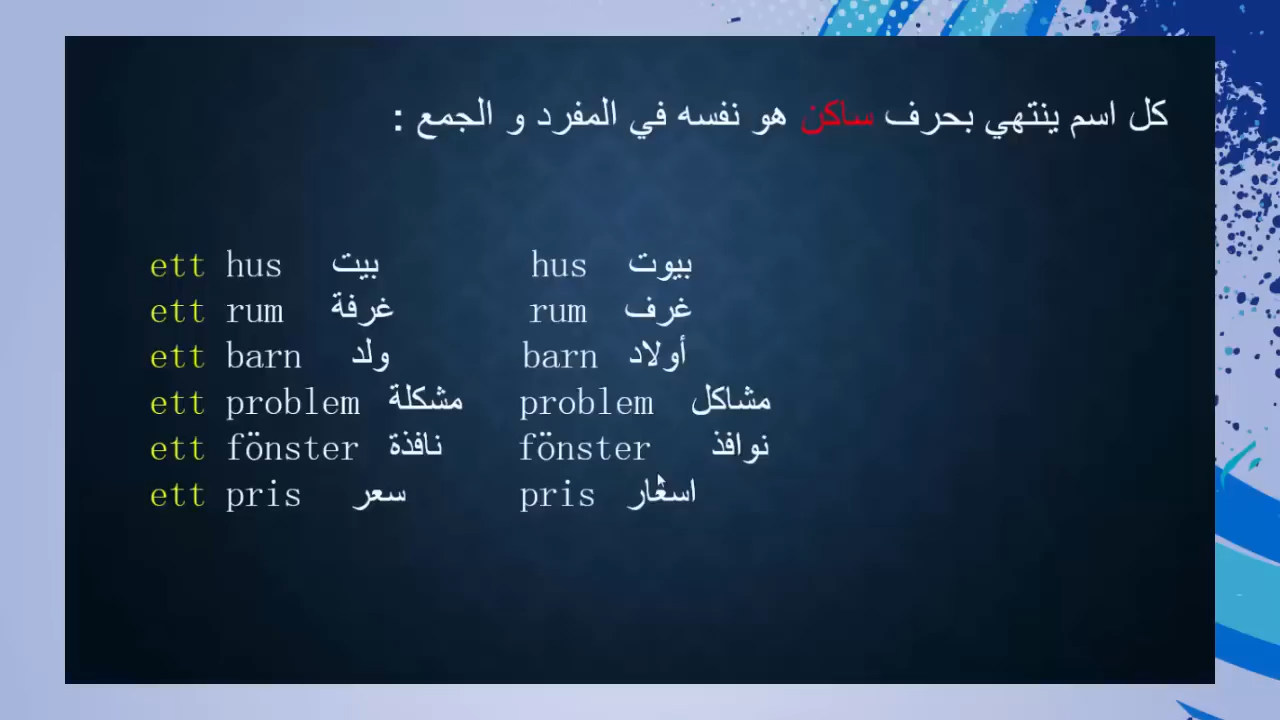 كل اسم ينتهي بحرف ساكن هو نفسه في المفرد و الجمع :
ett hus بيت hus بيوت
ett rum غرفة rum غرف
ett barn ولد barn أولاد
ett problem مشكلة problem مشاكل
ett fönster نافذة fönster نوافذ
ett pris سعر pris اسعار